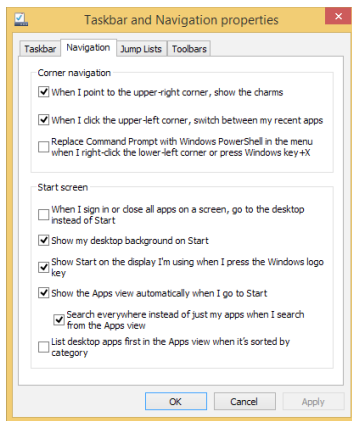 Taskbar and Navigation properties
Taskbar Navigation Jump Lists Toolbars
Corner navigation
When I point to the upper-right corner, show the charms
When I click the upper-left corner, switch between my recent apps
Replace Command Prompt with Windows PowerShell in the menu
when I right-click the lower-left corner or press Windows key+X
Start screen
When I sign in or close all apps on a screen, go to the desktop
instead of Start
Show my desktop background on Start
Show Start on the display I'm using when I press the Windows logo
key
Show the Apps view automatically when I go to Start
Search everywhere instead of just my apps when I search
from the Apps view
List desktop apps first in the Apps view when it's sorted by
category
OK Cancel Apply